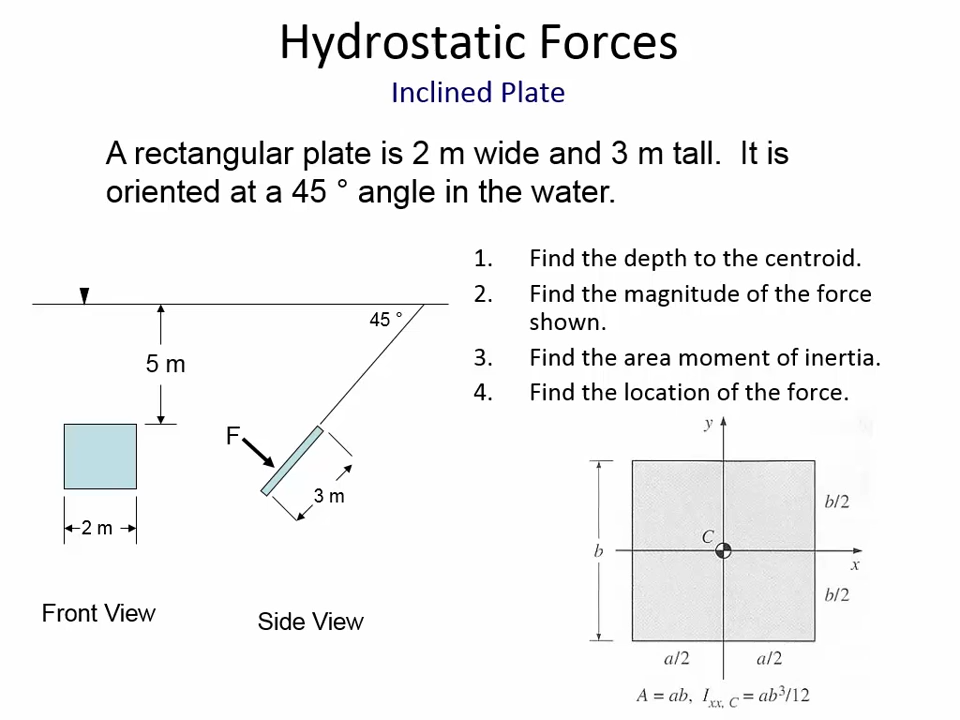 Hydrostatic Forces
Inclined Plate
A rectangular plate is 2 m wide and 3 m tall.  It is
oriented at a 45 ° angle in the water.
1. Find the depth to the centroid.
2. Find the magnitude of the force
shown.
3. Find the area moment of inertia.
4. Find the location of the force.
45 °
5 m
F
3 m
2 m
Front View
Side View
y
b/2
C
b
x
b/2
a/2
a/2
A = ab, I_{xx, C} = ab³/12